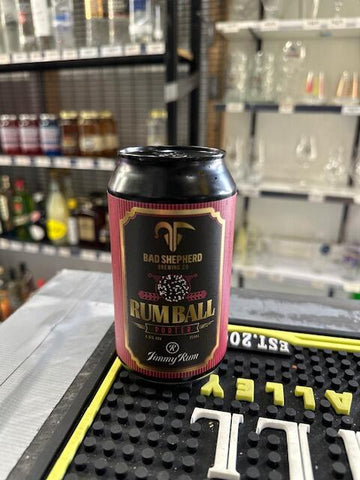 BAD SHEPHERD
BREWING CO
RUM BALL
PORTER
Jimmy Rum
EST.20
ALLEY